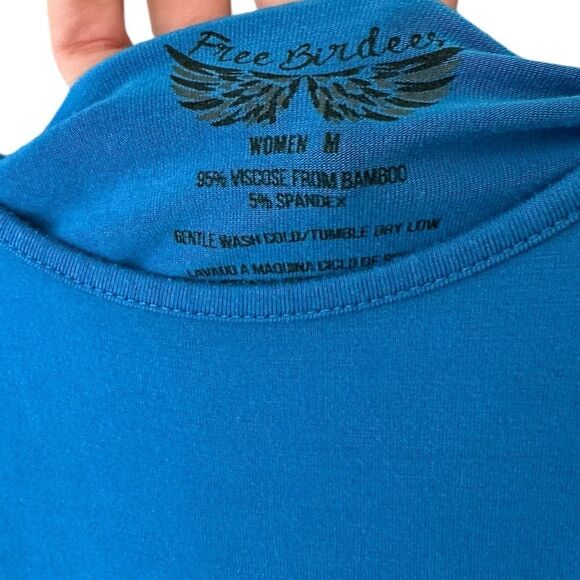 Free Birdees
WOMEN M
95% VISCOSE FROM BAMBOO
5% SPANDEX
GENTLE WASH COLD/TUMBLE DRY LOW
LAVADO A MAQUINA CICLO DE